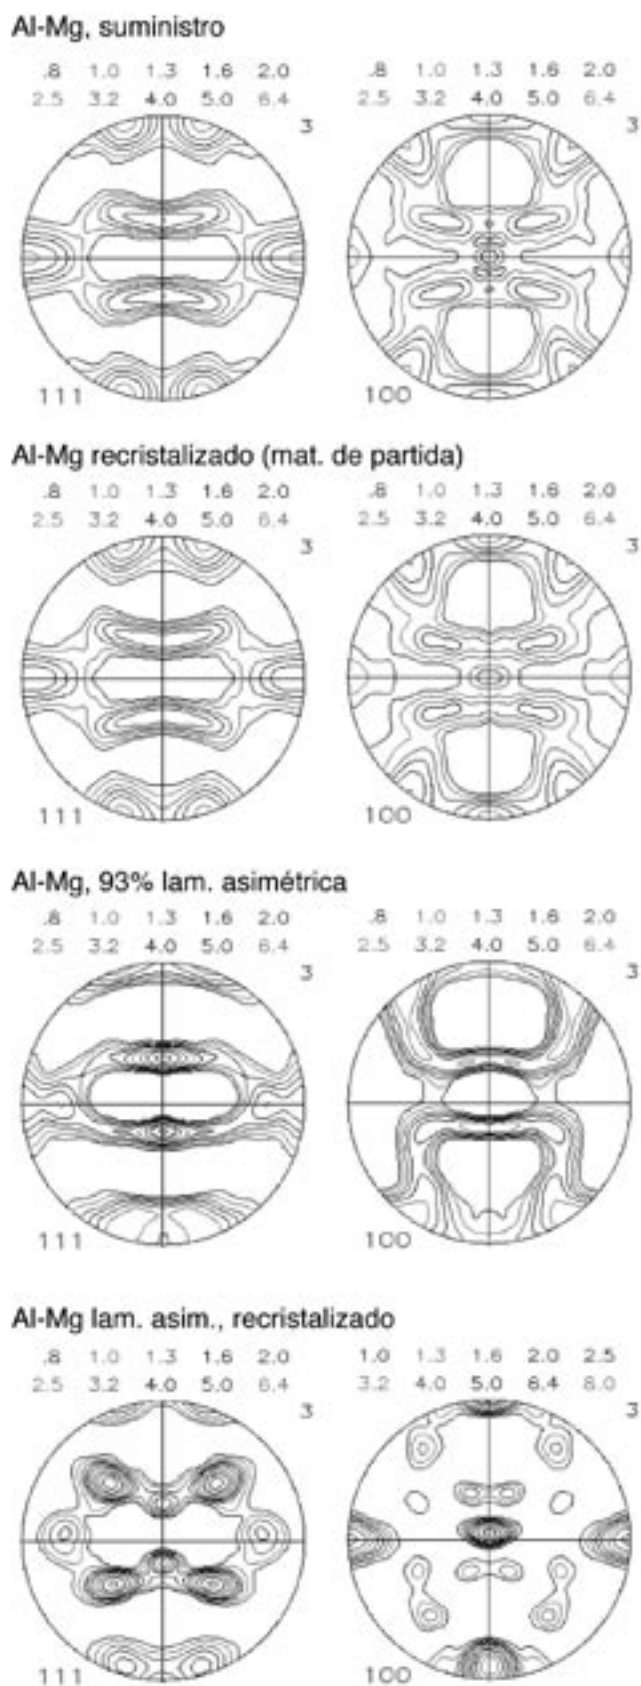 Al-Mg, suministro
.8 1.0 1.3 1.6 2.0 .8 1.0 1.3 1.6 2.0
2.5 3.2 4.0 5.0 6.4 2.5 3.2 4.0 5.0 6.4
3 3
111 100
Al-Mg recristalizado (mat. de partida)
.8 1.0 1.3 1.6 2.0 .8 1.0 1.3 1.6 2.0
2.5 3.2 4.0 5.0 6.4 2.5 3.2 4.0 5.0 6.4
3 3
111 100
Al-Mg, 93% lam. asimétrica
.8 1.0 1.3 1.6 2.0 .8 1.0 1.3 1.6 2.0
2.5 3.2 4.0 5.0 6.4 2.5 3.2 4.0 5.0 6.4
3 3
111 100
Al-Mg lam. asim., recristalizado
.8 1.0 1.3 1.6 2.0 1.0 1.3 1.6 2.0 2.5
2.5 3.2 4.0 5.0 6.4 3.2 4.0 5.0 6.4 8.0
3 3
111 100